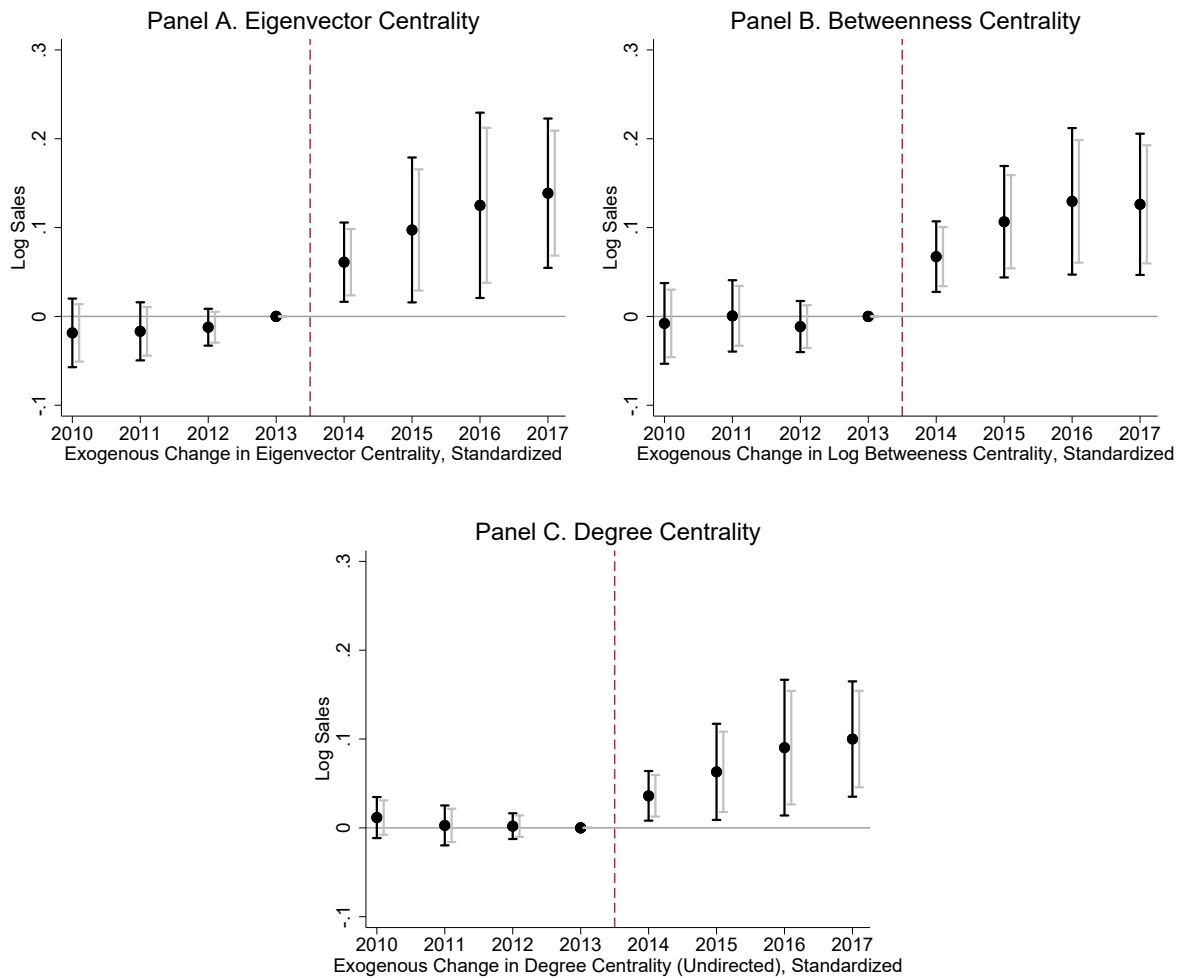 Panel A. Eigenvector Centrality
Log Sales
.3
.2
.1
0
-.1
2010 2011 2012 2013 2014 2015 2016 2017
Exogenous Change in Eigenvector Centrality, Standardized
Panel B. Betweenness Centrality
Log Sales
.3
.2
.1
0
-.1
2010 2011 2012 2013 2014 2015 2016 2017
Exogenous Change in Log Betweeness Centrality, Standardized
Panel C. Degree Centrality
Log Sales
.3
.2
.1
0
-.1
2010 2011 2012 2013 2014 2015 2016 2017
Exogenous Change in Degree Centrality (Undirected), Standardized